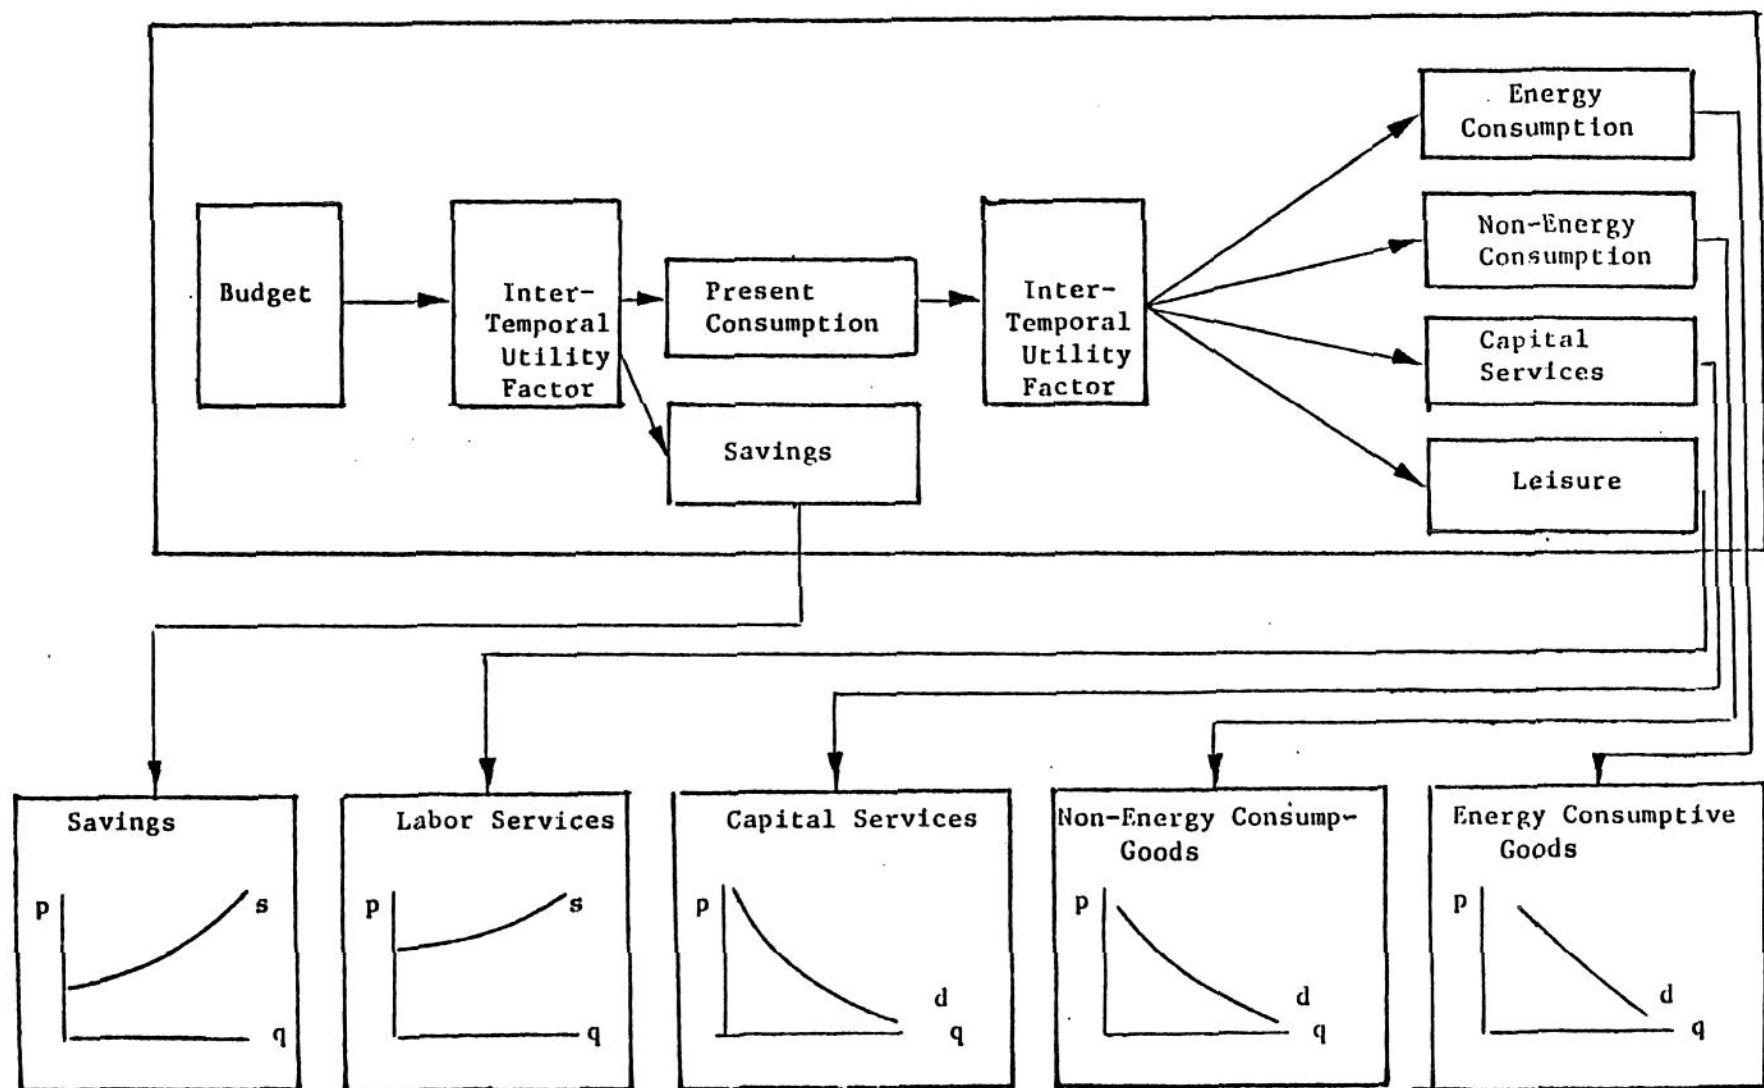 Energy
Consumption
Non-Energy
Consumption
Budget
Inter-
Temporal
Utility
Factor
Present
Consumption
Inter-
Temporal
Utility
Factor
Capital
Services
Savings
Leisure
Savings
p
s
q
Labor Services
p
s
q
Capital Services
p
d
q
Non-Energy Consump-
Goods
p
d
q
Energy Consumptive
Goods
p
d
q